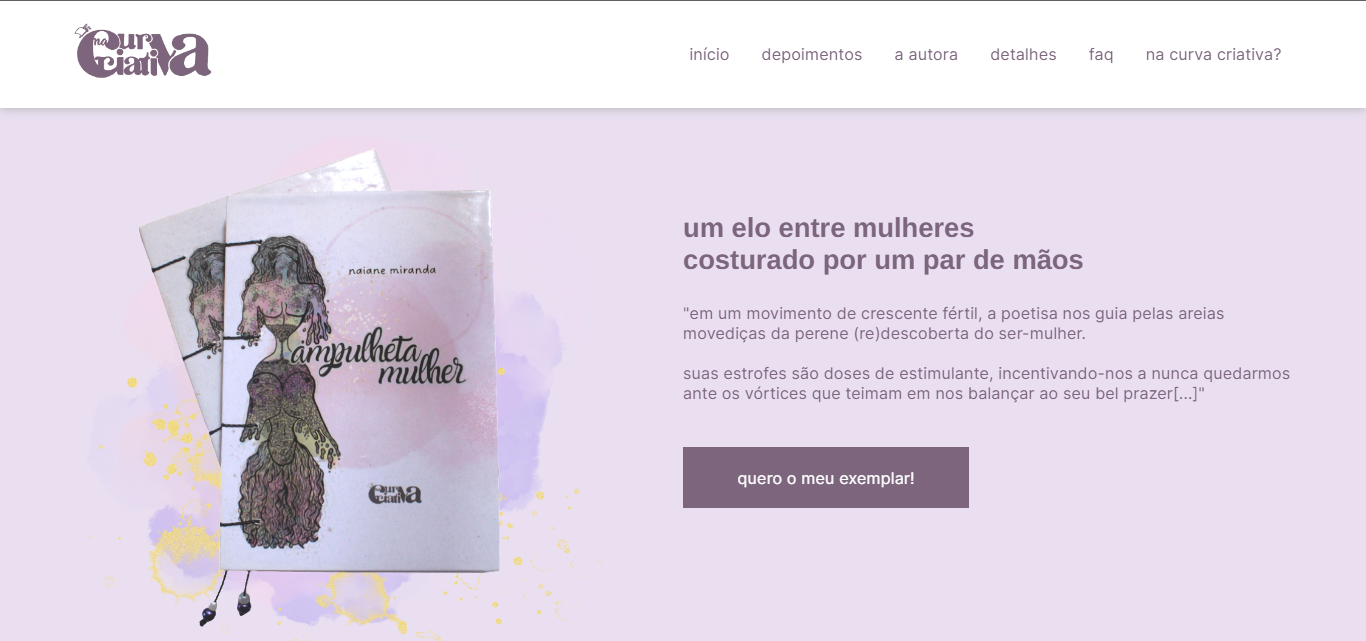 na Curva
Criativa
início depoimentos a autora detalhes faq na curva criativa?
naiane miranda
ampulheta
mulher
Curva
Criativa
um elo entre mulheres
costurado por um par de mãos
"em um movimento de crescente fértil, a poetisa nos guia pelas areias
movediças da perene (re)descoberta do ser-mulher.
suas estrofes são doses de estimulante, incentivando-nos a nunca quedarmos
ante os vórtices que teimam em nos balançar ao seu bel prazer[...]"
quero o meu exemplar!